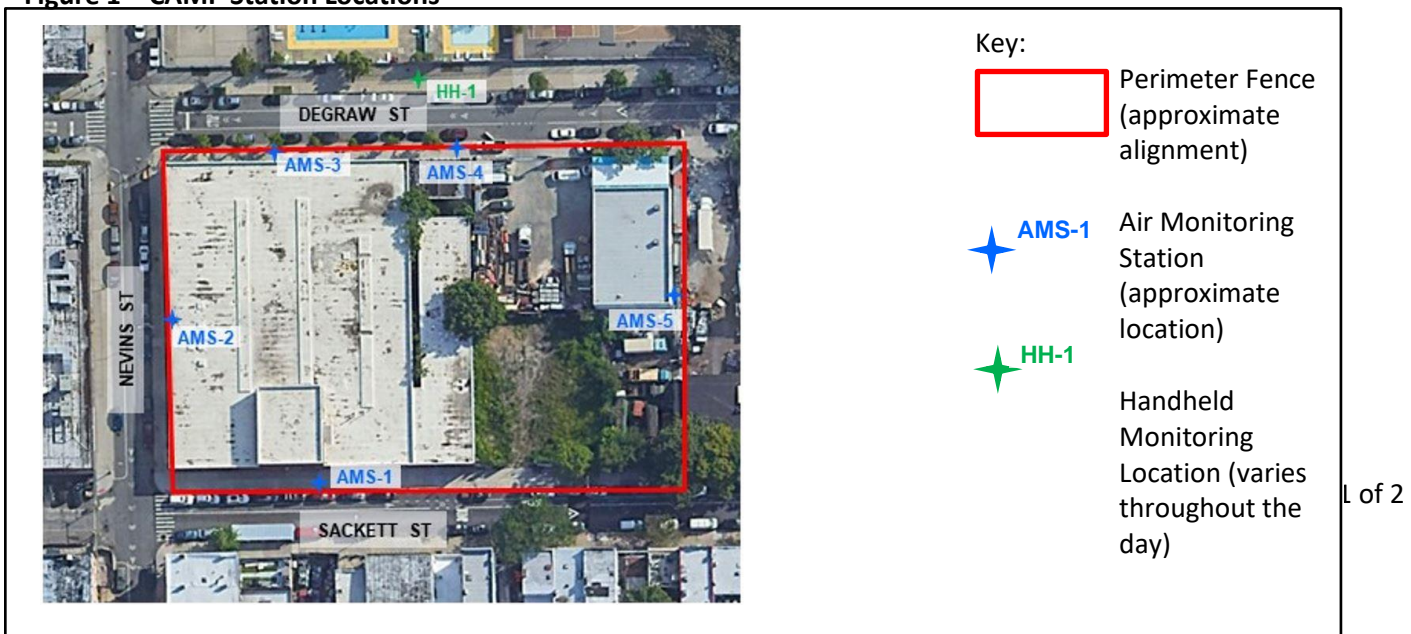 Figure 1 – CAMP Station Locations
HH-1
DEGRAW ST
AMS-3
AMS-4
NEVINS ST
AMS-2
AMS-5
AMS-1
SACKETT ST
Key:
Perimeter Fence
(approximate
alignment)
AMS-1
Air Monitoring
Station
(approximate
location)
HH-1
Handheld
Monitoring
Location (varies
throughout the
day)
1 of 2